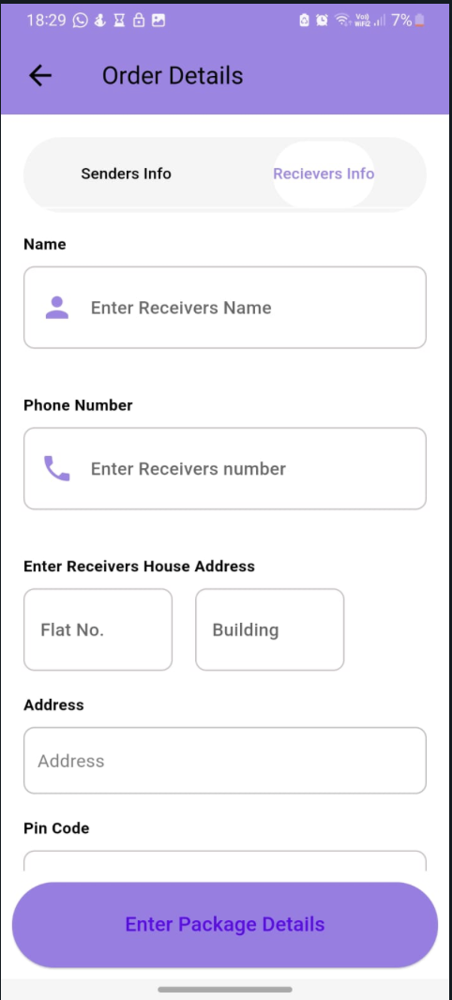 18:29 7%
Order Details
Senders Info Recievers Info
Name
Enter Receivers Name
Phone Number
Enter Receivers number
Enter Receivers House Address
Flat No. Building
Address
Address
Pin Code
Enter Package Details